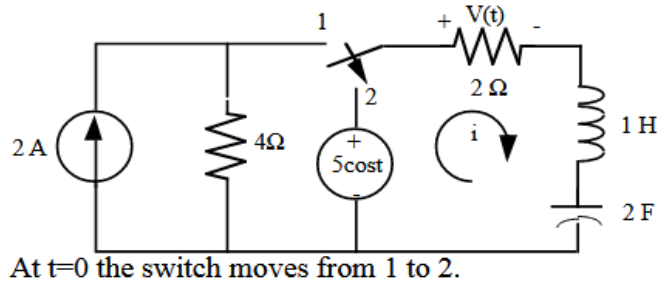 1
+ V(t) -
2 Ω
2
2 A
4Ω
+
5cost
-
i
1 H
2 F
At t=0 the switch moves from 1 to 2.